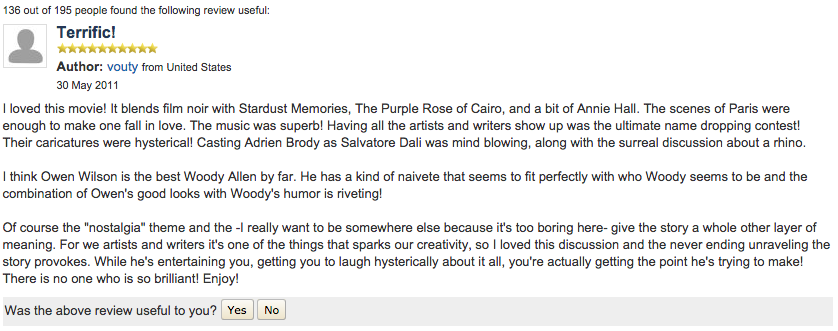 136 out of 195 people found the following review useful:
Terrific!
Author: vouty from United States
30 May 2011
I loved this movie! It blends film noir with Stardust Memories, The Purple Rose of Cairo, and a bit of Annie Hall. The scenes of Paris were
enough to make one fall in love. The music was superb! Having all the artists and writers show up was the ultimate name dropping contest!
Their caricatures were hysterical! Casting Adrien Brody as Salvatore Dali was mind blowing, along with the surreal discussion about a rhino.
I think Owen Wilson is the best Woody Allen by far. He has a kind of naivete that seems to fit perfectly with who Woody seems to be and the
combination of Owen's good looks with Woody's humor is riveting!
Of course the "nostalgia" theme and the -I really want to be somewhere else because it's too boring here- give the story a whole other layer of
meaning. For we artists and writers it's one of the things that sparks our creativity, so I loved this discussion and the never ending unraveling the
story provokes. While he's entertaining you, getting you to laugh hysterically about it all, you're actually getting the point he's trying to make!
There is no one who is so brilliant! Enjoy!
Was the above review useful to you? Yes No